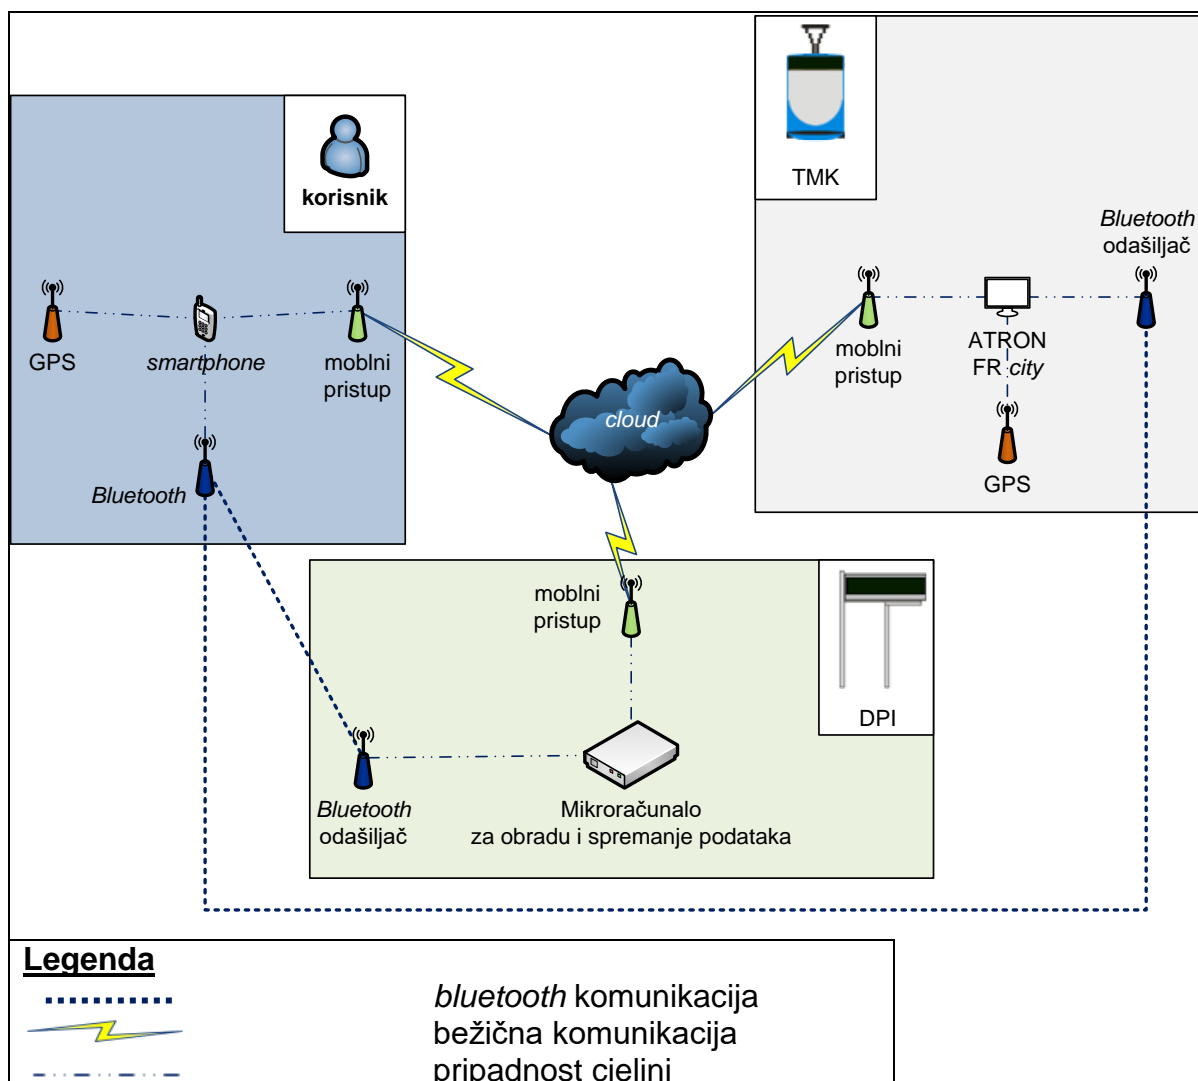 TMK
korisnik
Bluetooth
odašiljač
GPS
smartphone
moblni
pristup
moblni
pristup
ATRON
FR city
cloud
GPS
Bluetooth
moblni
pristup
DPI
Bluetooth
odašiljač
Mikroračunalo
za obradu i spremanje podataka
Legenda
bluetooth komunikacija
bežična komunikacija
pripadnost cjelini